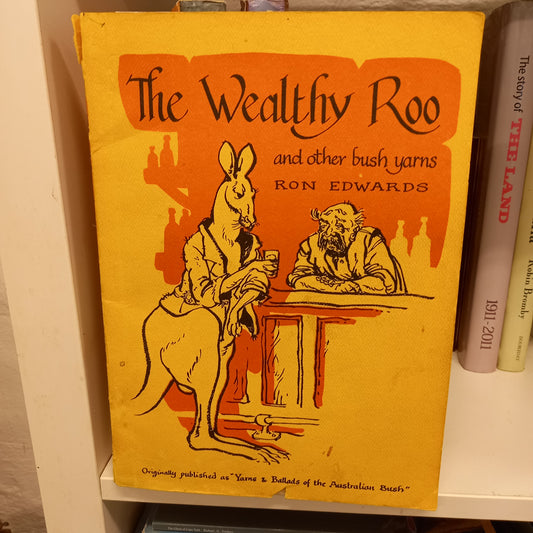 The Wealthy Roo
and other bush yarns
RON EDWARDS
Originally published as "Yarns & Ballads of the Australian Bush"
The story of
THE LAND
1911-2011
Robin Bromby